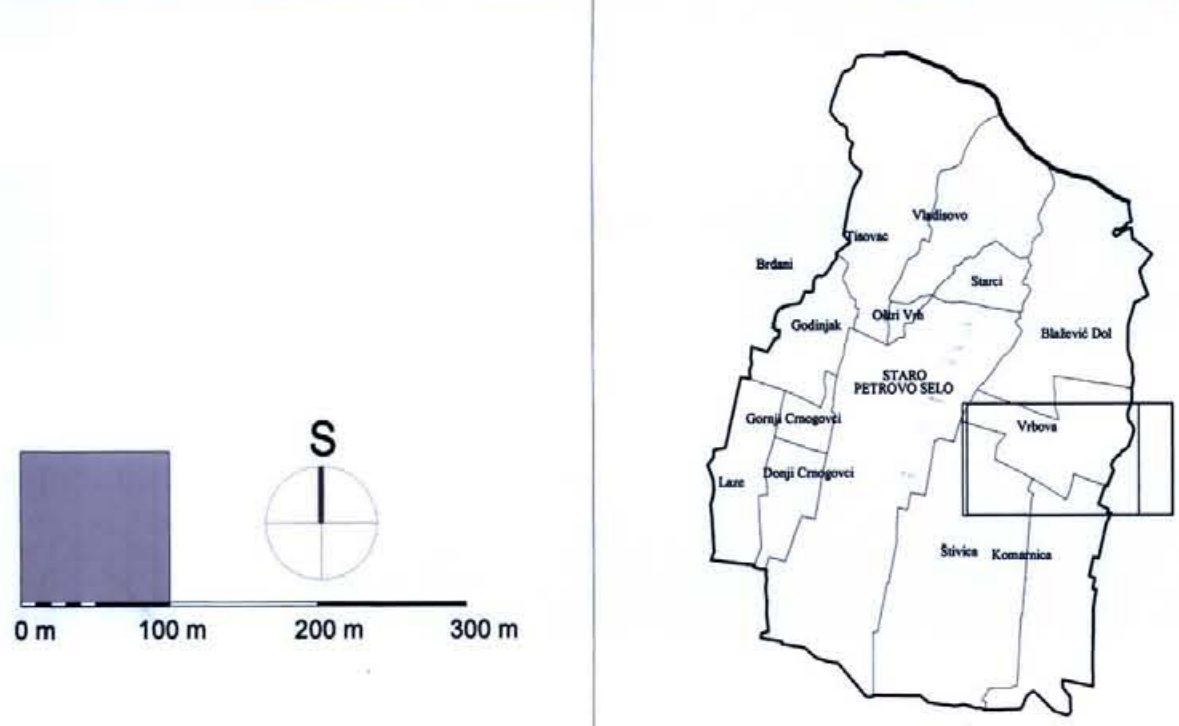 S
0 m
100 m
200 m
300 m
Vladisovo
Tisovac
Brdani
Starci
Oštri Vrh
Godinjak
Blažević Dol
STARO
PETROVO SELO
Gornji Crnogovci
Vrbova
Donji Crnogovci
Laze
Štivica
Komarnica